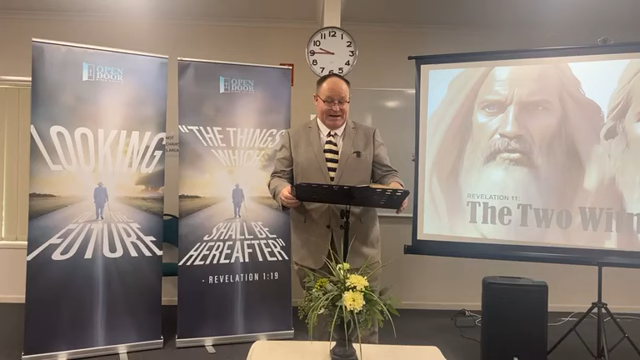 OPEN
DOOR
LOOKING
FUTURE
OPEN
DOOR
"THE THINGS
WHICH
SHALL BE
HEREAFTER"
- REVELATION 1:19
REVELATION 11:
The Two Wi